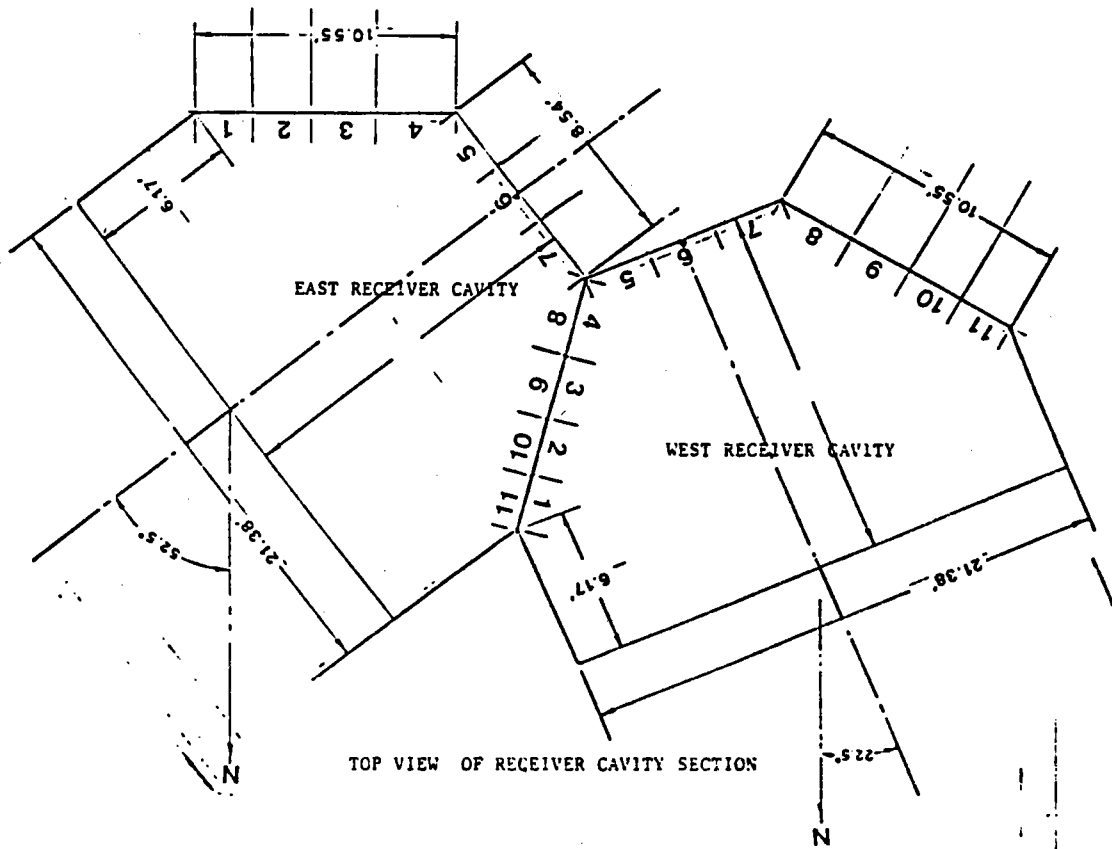 10.55'
1 2 3 4
8.54'
5
6
7
6.17'
EAST RECEIVER CAVITY
10.55'
5 6 7
8
9
10
11
8 4
9 3
10 2
11 1
WEST RECEIVER CAVITY
52.5°
21.38'
6.17'
21.38'
22.5°
TOP VIEW OF RECEIVER CAVITY SECTION
N
N